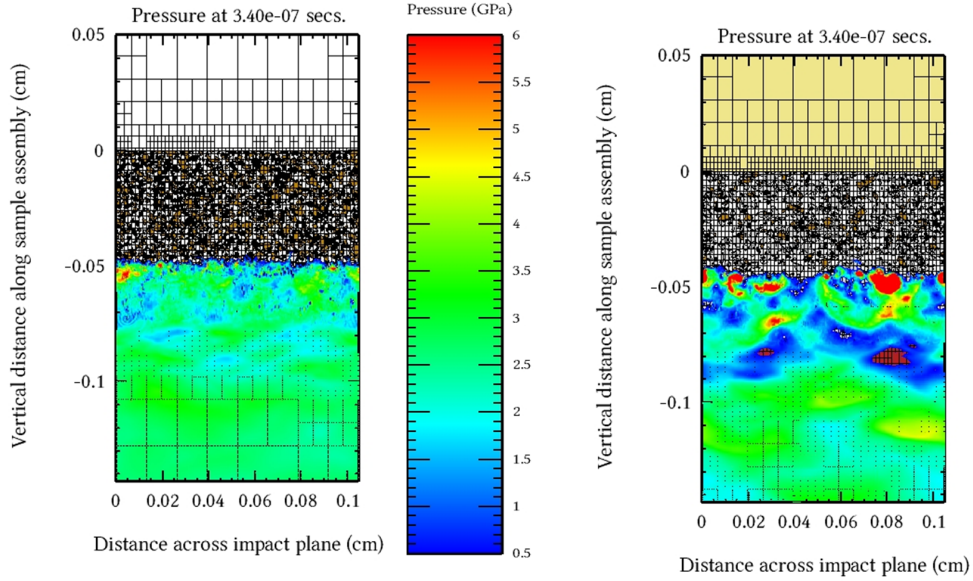 Pressure at 3.40e-07 secs.
0.05
0
-0.05
-0.1
Vertical distance along sample assembly (cm)
0 0.02 0.04 0.06 0.08 0.1
Distance across impact plane (cm)
Pressure (GPa)
6
5.5
5
4.5
4
3.5
3
2.5
2
1.5
1
0.5
Pressure at 3.40e-07 secs.
0.05
0
-0.05
-0.1
Vertical distance along sample assembly (cm)
0 0.02 0.04 0.06 0.08 0.1
Distance across impact plane (cm)